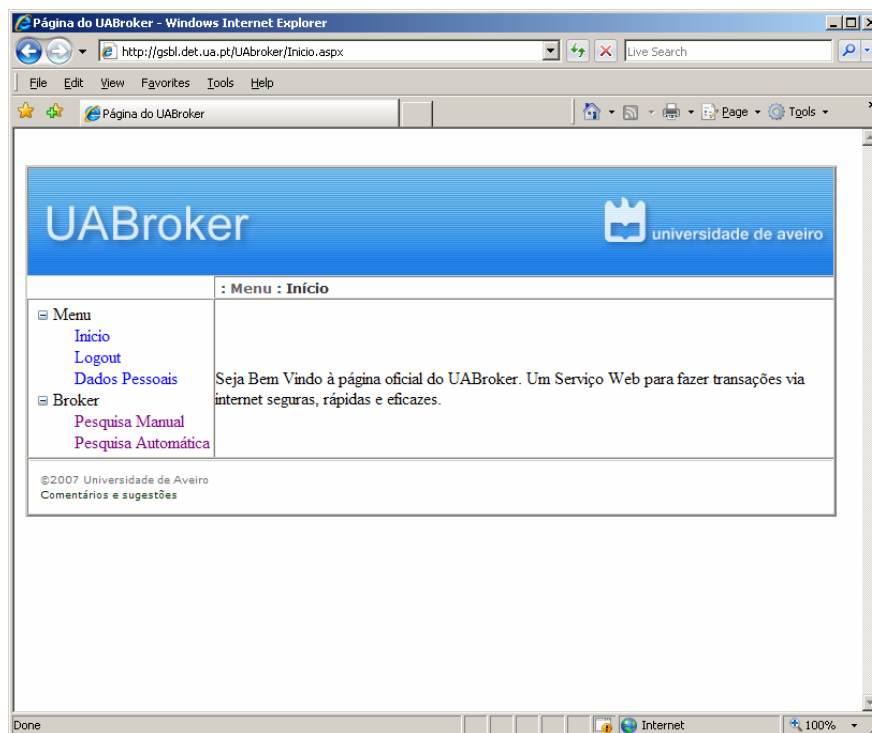 Página do UABroker - Windows Internet Explorer
http://gsbl.det.ua.pt/UAbroker/Inicio.aspx
Live Search
File Edit View Favorites Tools Help
Página do UABroker
Page Tools
UABroker
universidade de aveiro
: Menu : Início
Menu
Inicio
Logout
Dados Pessoais
Broker
Pesquisa Manual
Pesquisa Automática
Seja Bem Vindo à página oficial do UABroker. Um Serviço Web para fazer transações via
internet seguras, rápidas e eficazes.
©2007 Universidade de Aveiro
Comentários e sugestões
Done
Internet
100%